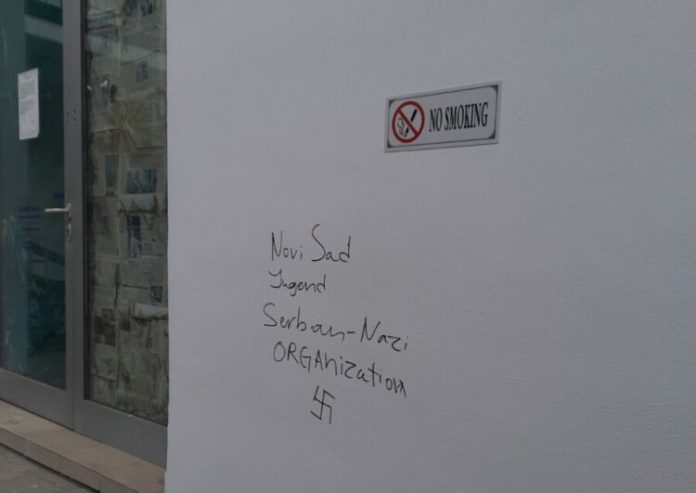 NO SMOKING
Novi Sad
Jugend
Serbian-Nazi
ORGANization